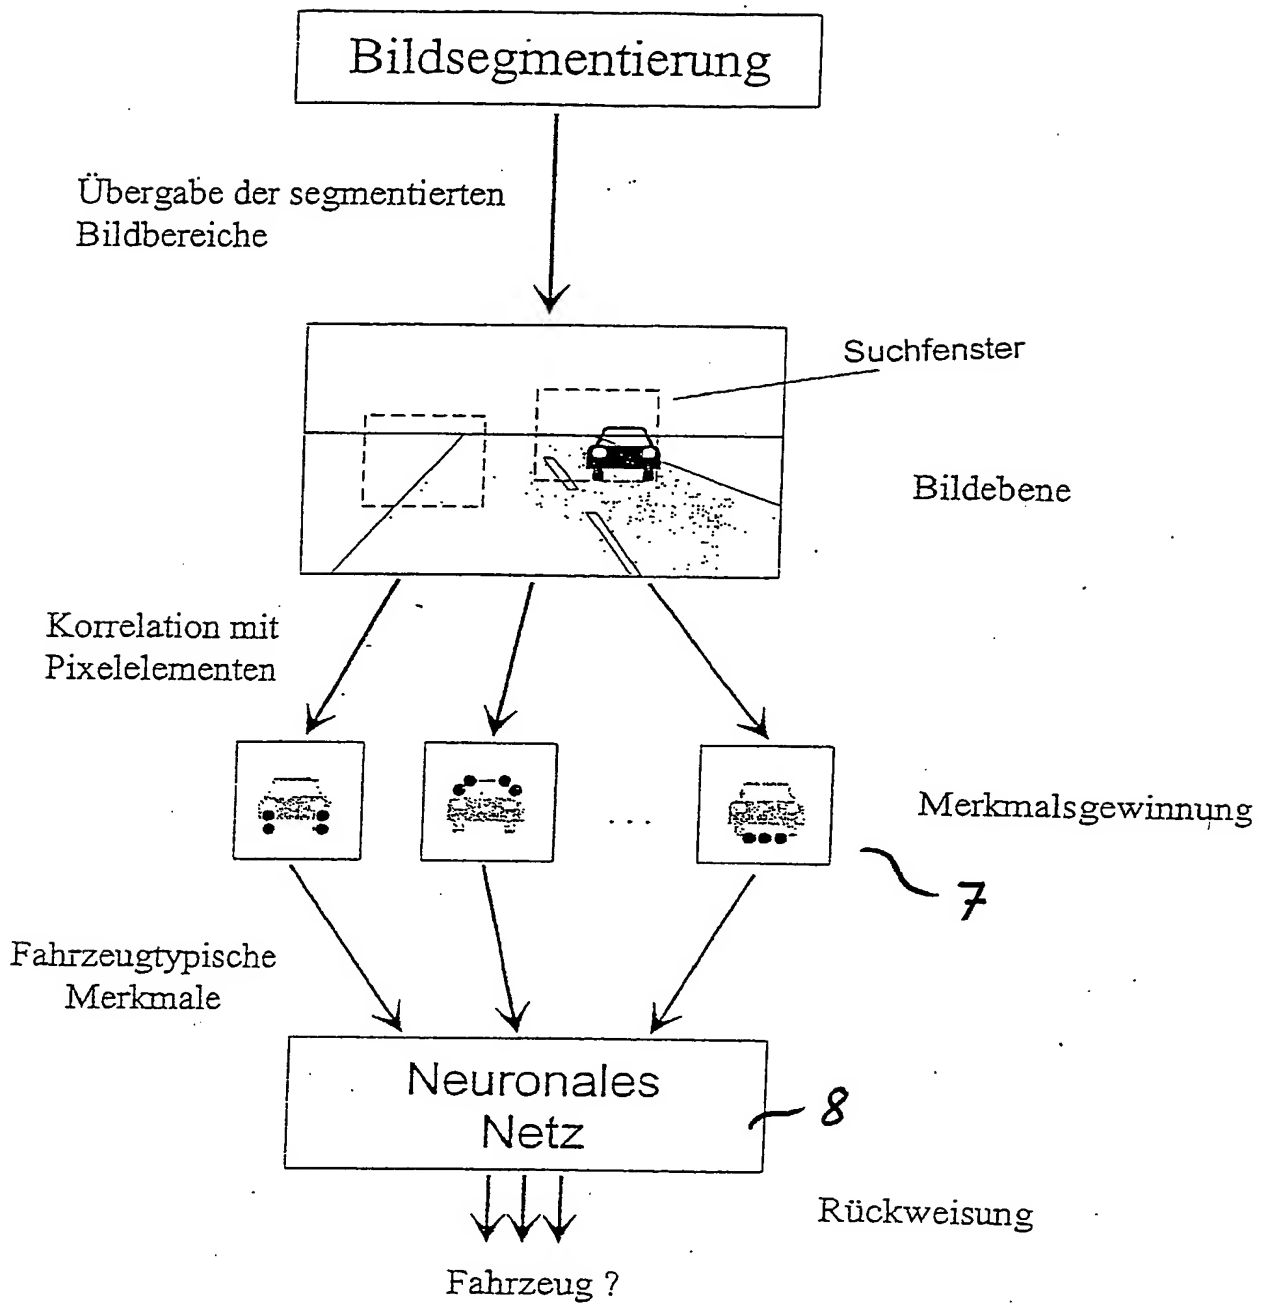 Bildsegmentierung
Übergabe der segmentierten
Bildbereiche
Suchfenster
Bildebene
Korrelation mit
Pixelelementen
...
Merkmalsgewinnung
7
Fahrzeugtypische
Merkmale
Neuronales
Netz
8
Rückweisung
Fahrzeug ?